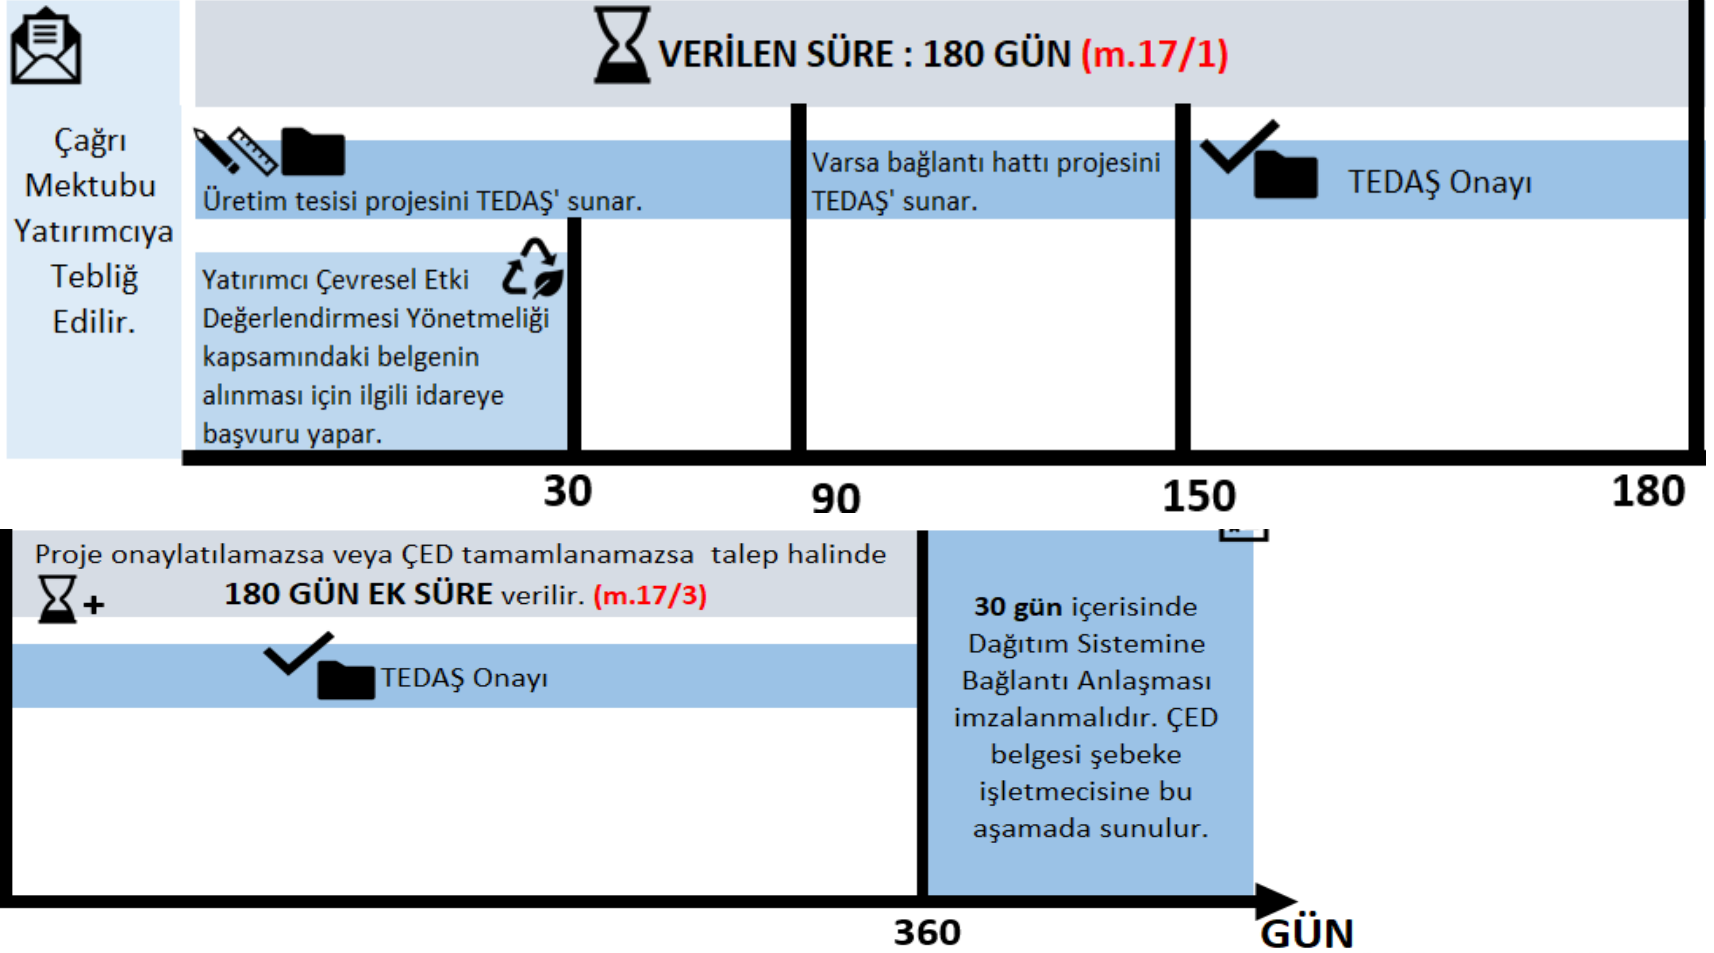 VERİLEN SÜRE : 180 GÜN (m.17/1)
Çağrı
Mektubu
Yatırımcıya
Tebliğ
Edilir.
Üretim tesisi projesini TEDAŞ' sunar.
Varsa bağlantı hattı projesini
TEDAŞ' sunar.
TEDAŞ Onayı
Yatırımcı Çevresel Etki
Değerlendirmesi Yönetmeliği
kapsamındaki belgenin
alınması için ilgili idareye
başvuru yapar.
30
90
150
180
Proje onaylatılamazsa veya ÇED tamamlanamazsa talep halinde
180 GÜN EK SÜRE verilir. (m.17/3)
TEDAŞ Onayı
30 gün içerisinde
Dağıtım Sistemine
Bağlantı Anlaşması
imzalanmalıdır. ÇED
belgesi şebeke
işletmecisine bu
aşamada sunulur.
360
GÜN